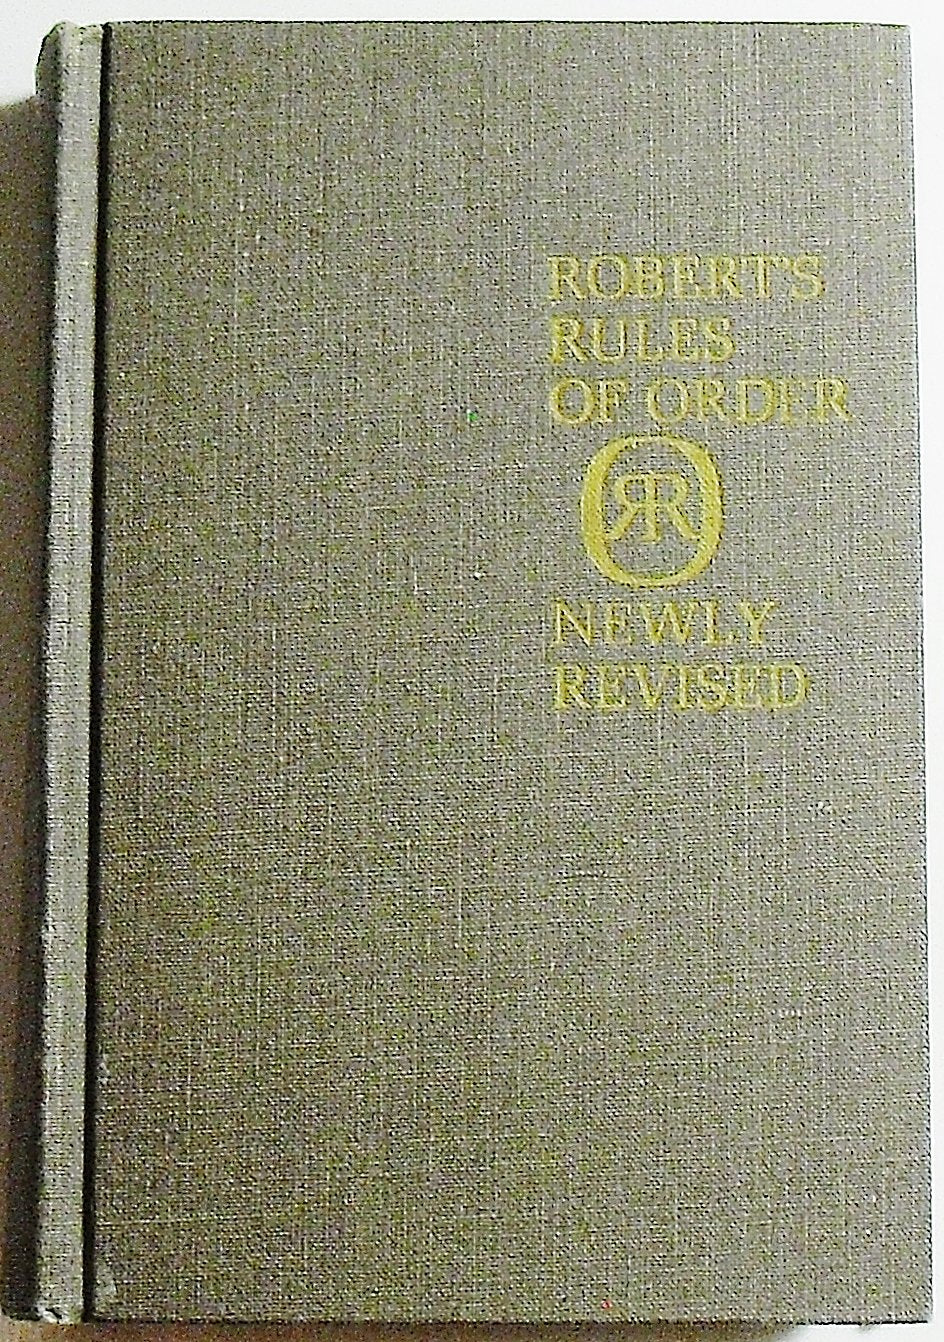 ROBERT'S
RULES
OF ORDER
RR
NEWLY
REVISED